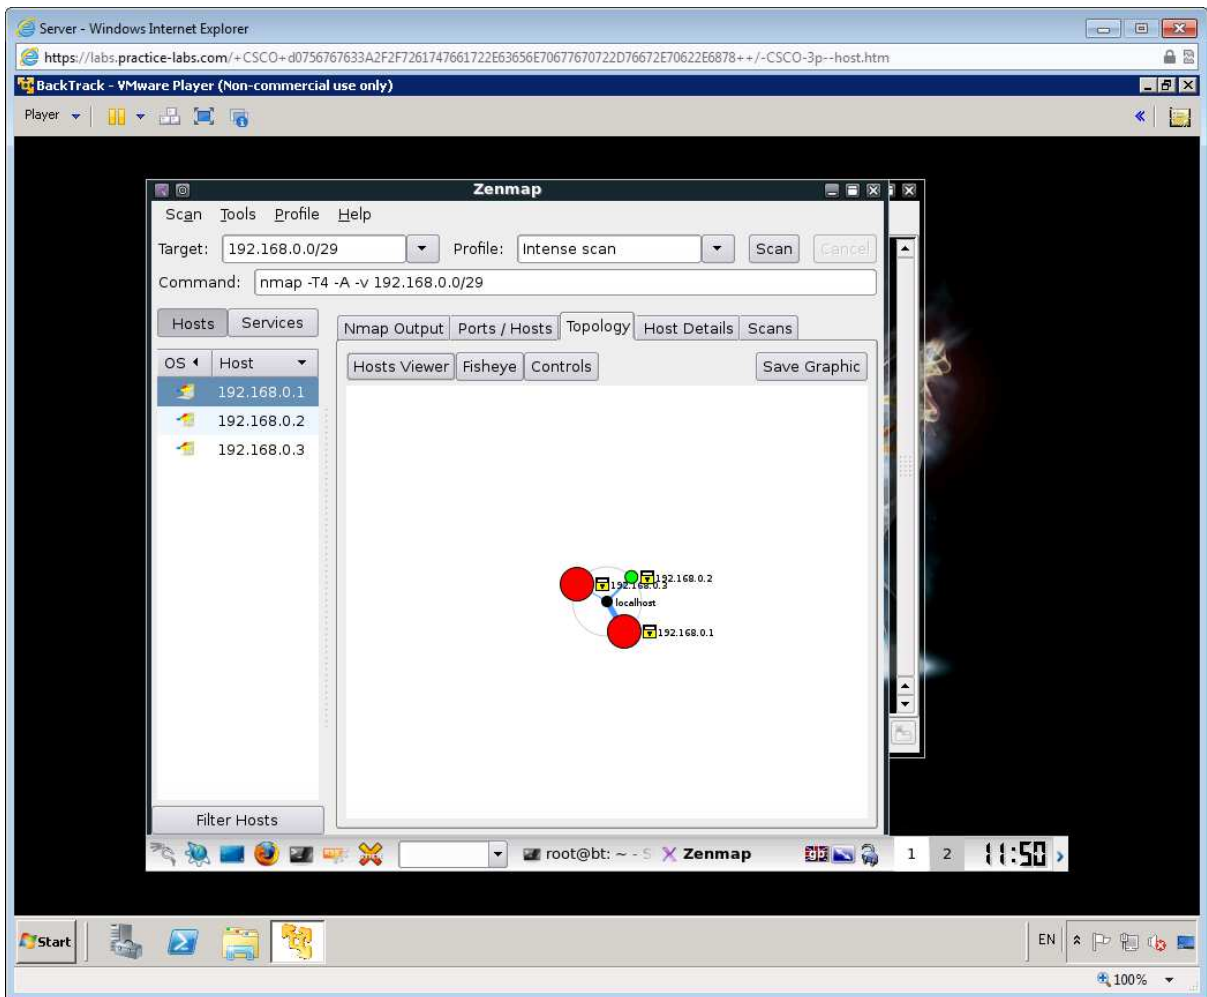 Server - Windows Internet Explorer
https://labs.practice-labs.com/+CSCO+d0756767633A2F2F7261747661722E63656E70677670722D76672E70622E6878++/-CSCO-3p--host.htm
BackTrack - VMware Player (Non-commercial use only)
Player
Zenmap
Scan Tools Profile Help
Target: 192.168.0.0/29 Profile: Intense scan Scan Cancel
Command: nmap -T4 -A -v 192.168.0.0/29
Hosts Services
Nmap Output Ports / Hosts Topology Host Details Scans
OS Host
Hosts Viewer Fisheye Controls Save Graphic
192.168.0.1
192.168.0.2
192.168.0.3
192.168.0.2
192.168.0.3
localhost
192.168.0.1
Filter Hosts
root@bt: ~ - S Zenmap gb 1 2 11:50
Start EN
100%